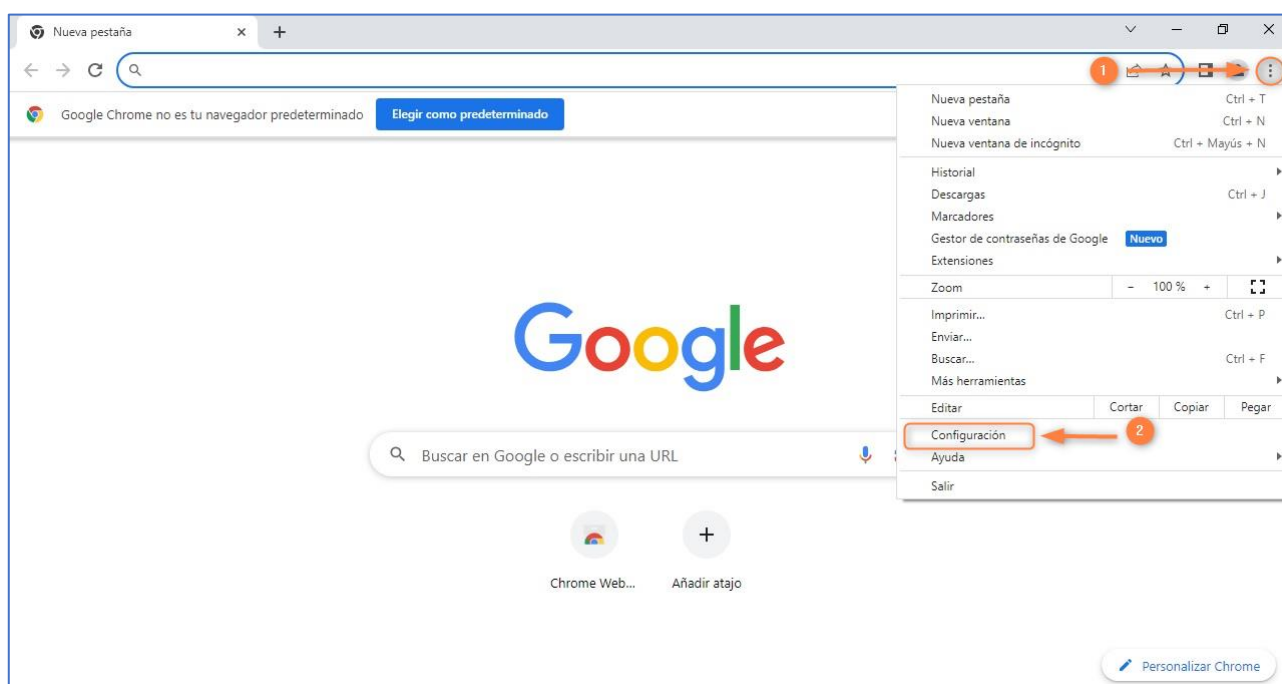 Nueva pestaña
Google Chrome no es tu navegador predeterminado Elegir como predeterminado
1
Nueva pestaña Ctrl + T
Nueva ventana Ctrl + N
Nueva ventana de incógnito Ctrl + Mayús + N
Historial
Descargas Ctrl + J
Marcadores
Gestor de contraseñas de Google Nuevo
Extensiones
Zoom - 100 % +
Imprimir... Ctrl + P
Enviar...
Buscar... Ctrl + F
Más herramientas
Editar Cortar Copiar Pegar
Configuración 2
Ayuda
Salir
Google
Buscar en Google o escribir una URL
Chrome Web... Añadir atajo
Personalizar Chrome